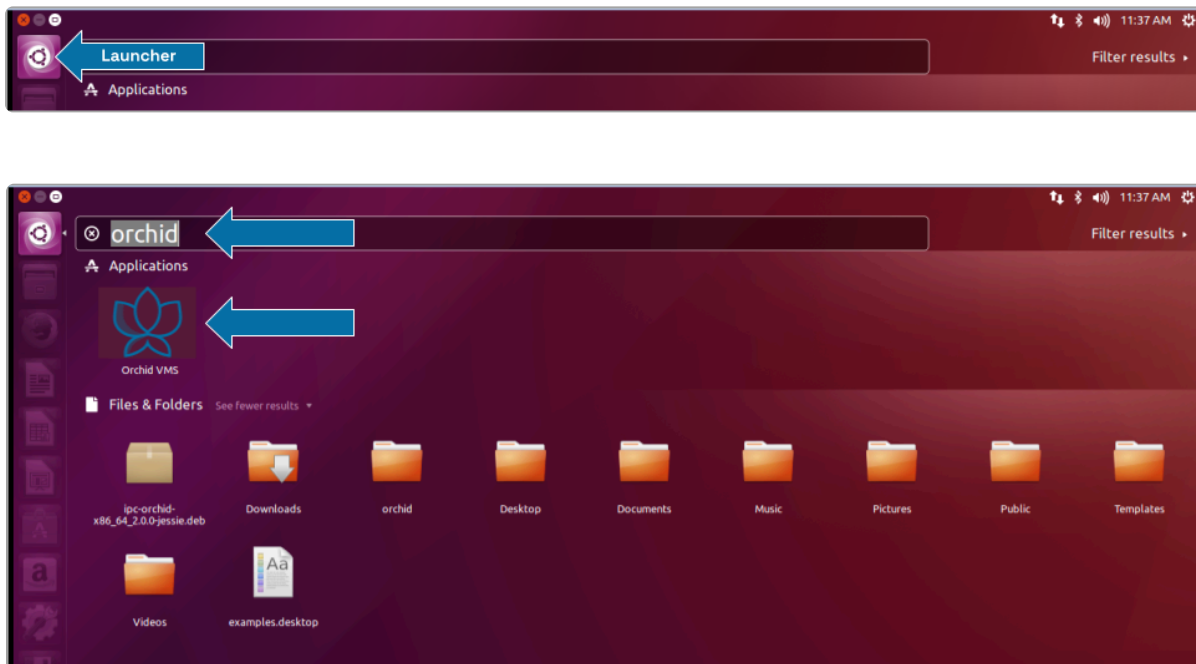 11:37 AM
Launcher
Filter results
Applications
11:37 AM
orchid
Filter results
Applications
Orchid VMS
Files & Folders See fewer results
ipc-orchid-
x86_64_2.0.0-jessie.deb
Downloads
orchid
Desktop
Documents
Music
Pictures
Public
Templates
Aa
a
Videos
examples.desktop